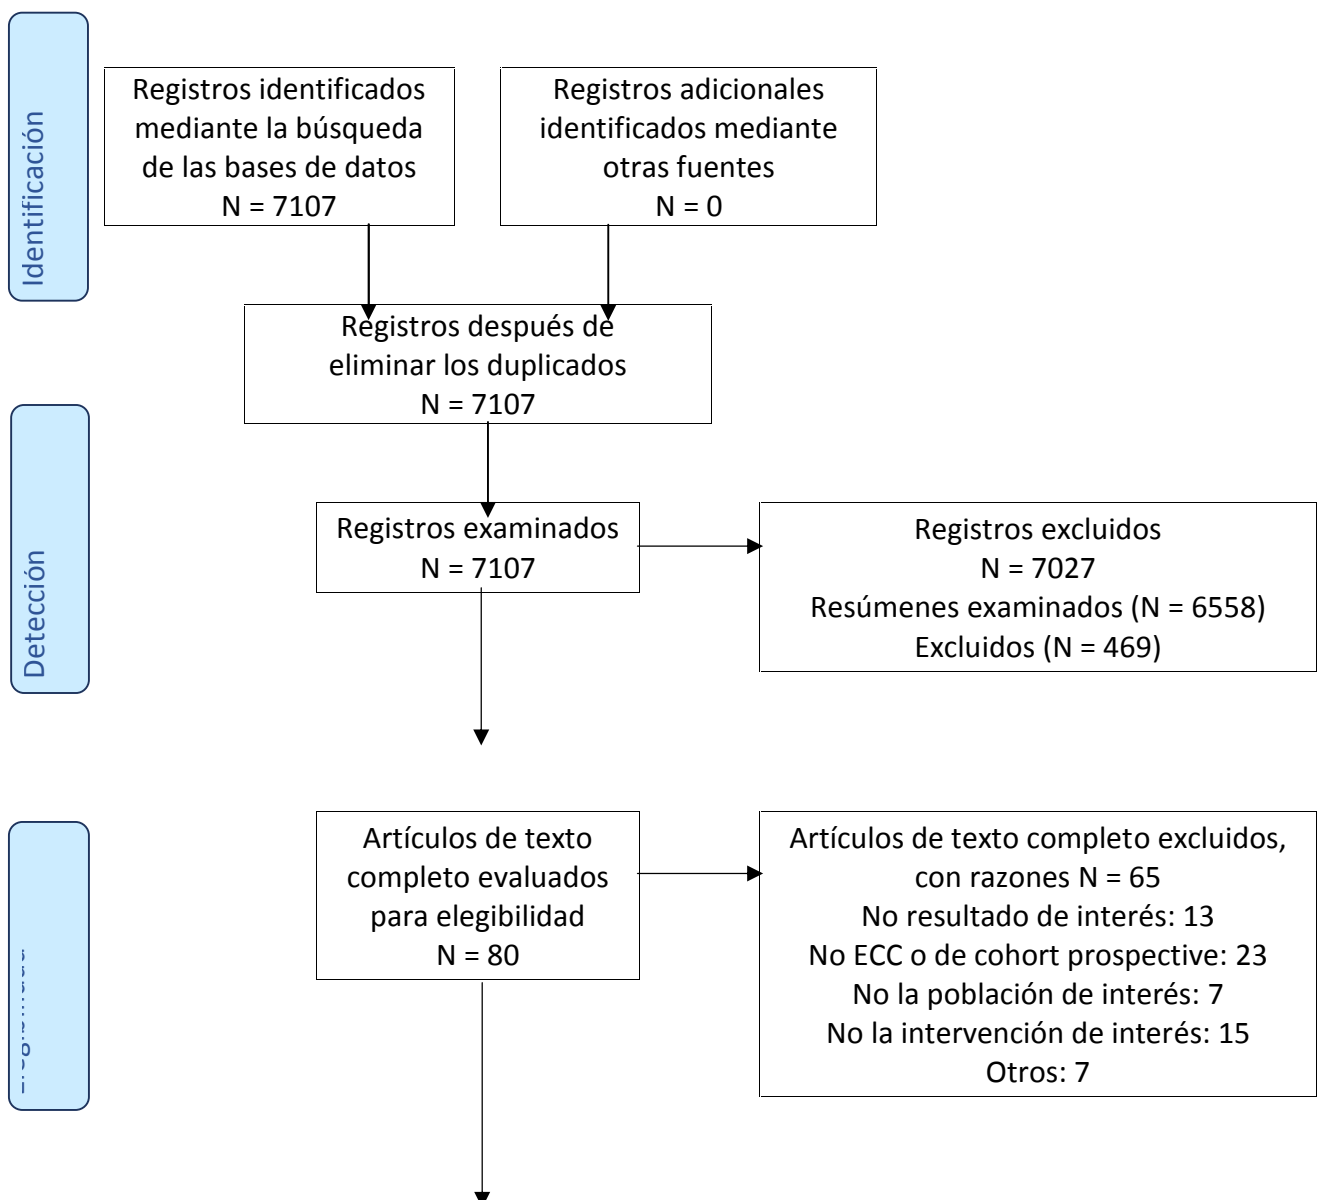 Identificación
Registros identificados
mediante la búsqueda
de las bases de datos
N = 7107
Registros adicionales
identificados mediante
otras fuentes
N = 0
Registros después de
eliminar los duplicados
N = 7107
Detección
Registros examinados
N = 7107
Registros excluidos
N = 7027
Resúmenes examinados (N = 6558)
Excluidos (N = 469)
Artículos de texto
completo evaluados
para elegibilidad
N = 80
Artículos de texto completo excluidos,
con razones N = 65
No resultado de interés: 13
No ECC o de cohort prospective: 23
No la población de interés: 7
No la intervención de interés: 15
Otros: 7